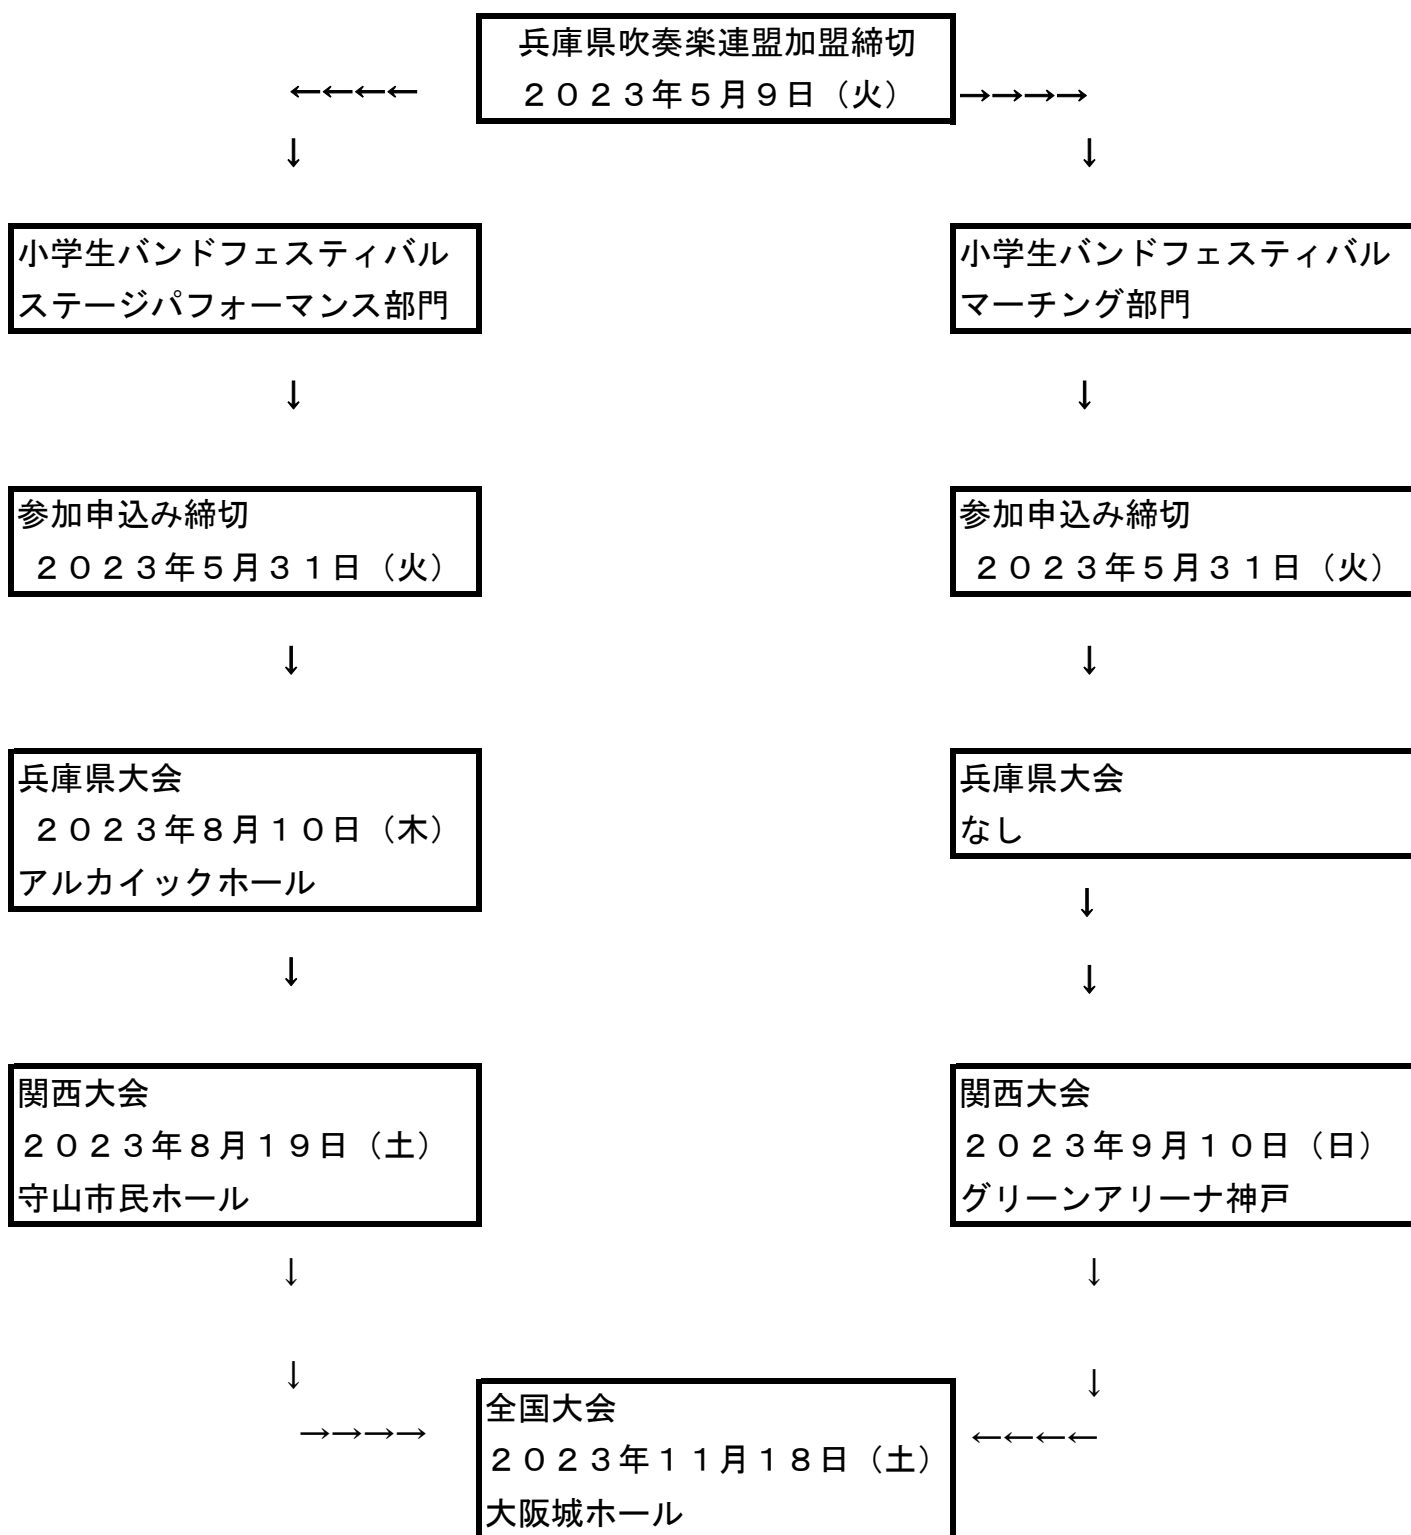 兵庫県吹奏楽連盟加盟締切
２０２３年５月９日（火）
←←←←
→→→→
↓
↓
小学生バンドフェスティバル
ステージパフォーマンス部門
小学生バンドフェスティバル
マーチング部門
↓
↓
参加申込み締切
２０２３年５月３１日（火）
参加申込み締切
２０２３年５月３１日（火）
↓
↓
兵庫県大会
２０２３年８月１０日（木）
アルカイックホール
兵庫県大会
なし
↓
↓
↓
関西大会
２０２３年８月１９日（土）
守山市民ホール
関西大会
２０２３年９月１０日（日）
グリーンアリーナ神戸
↓
↓
↓
↓
→→→→
全国大会
２０２３年１１月１８日（土）
大阪城ホール
←←←←